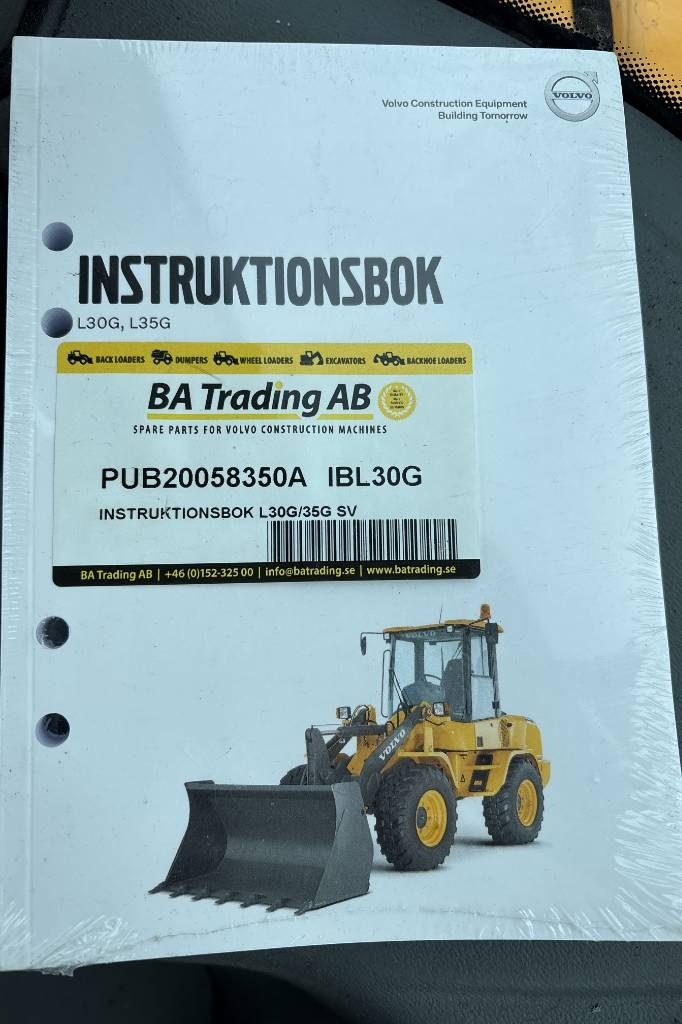 Volvo Construction Equipment
Building Tomorrow
VOLVO
INSTRUKTIONSBOK
L30G, L35G
BACK LOADERS DUMPERS WHEEL LOADERS EXCAVATORS BACKHOE LOADERS
BA Trading AB
SPARE PARTS FOR VOLVO CONSTRUCTION MACHINES
PUB20058350A IBL30G
INSTRUKTIONSBOK L30G/35G SV
BA Trading AB | +46 (0)152-325 00 | info@batrading.se | www.batrading.se
VOLVO
VOLVO